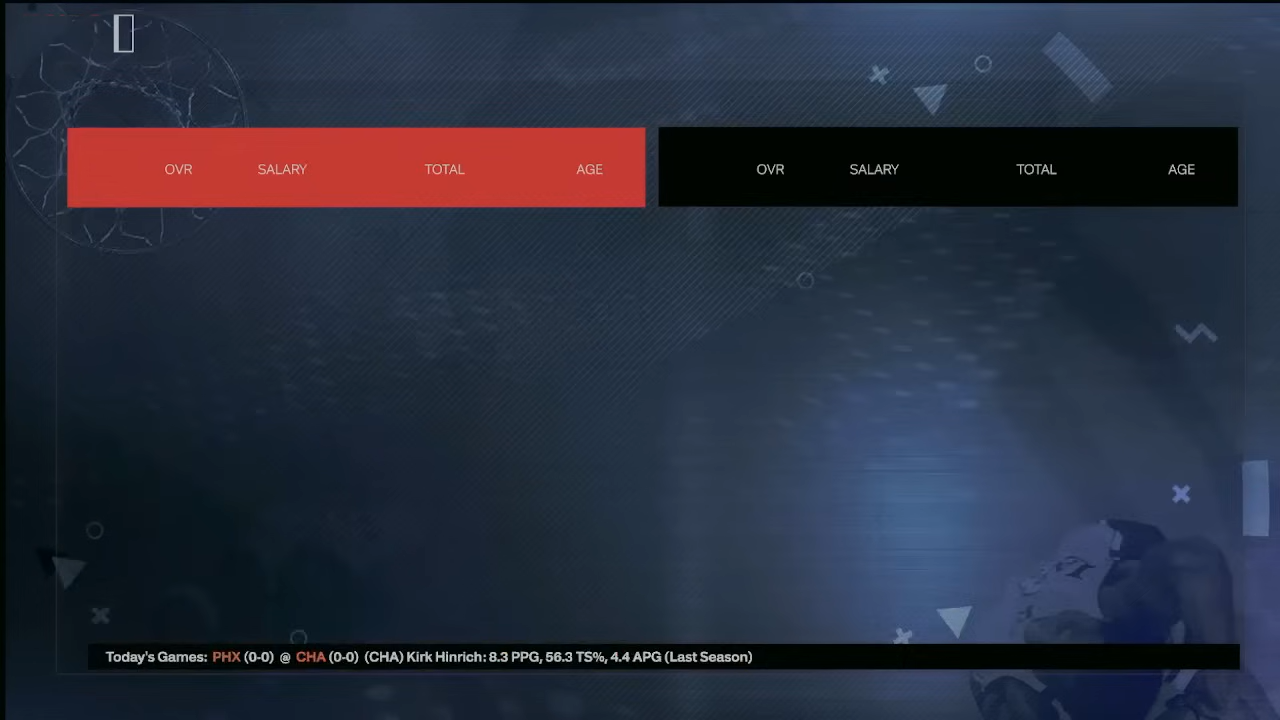 OVR SALARY TOTAL AGE OVR SALARY TOTAL AGE
Today's Games: PHX (0-0) @ CHA (0-0) (CHA) Kirk Hinrich: 8.3 PPG, 56.3 TS%, 4.4 APG (Last Season)